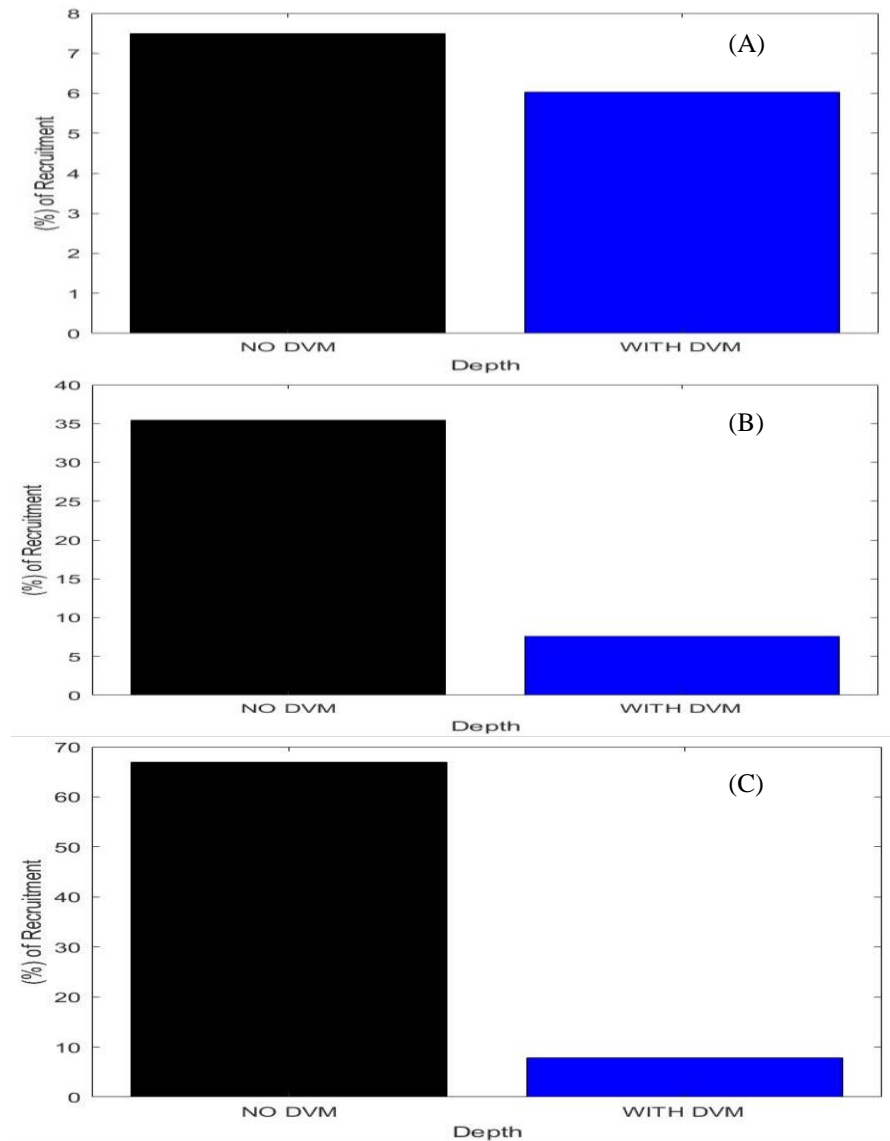 8
7
6
5
4
3
2
1
0
(%) of Recruitment
(A)
NO DVM WITH DVM
Depth
40
35
30
25
20
15
10
5
0
(%) of Recruitment
(B)
NO DVM WITH DVM
Depth
70
60
50
40
30
20
10
0
(%) of Recruitment
(C)
NO DVM WITH DVM
Depth